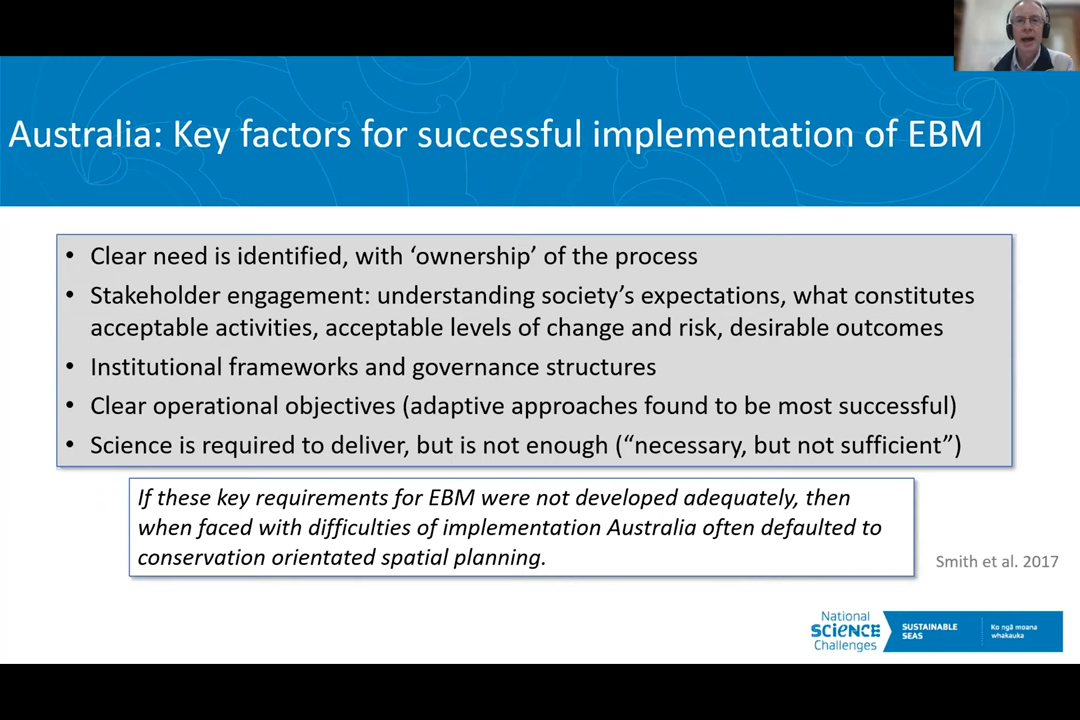 Australia: Key factors for successful implementation of EBM
• Clear need is identified, with ‘ownership’ of the process
• Stakeholder engagement: understanding society’s expectations, what constitutes
acceptable activities, acceptable levels of change and risk, desirable outcomes
• Institutional frameworks and governance structures
• Clear operational objectives (adaptive approaches found to be most successful)
• Science is required to deliver, but is not enough (“necessary, but not sufficient”)
If these key requirements for EBM were not developed adequately, then
when faced with difficulties of implementation Australia often defaulted to
conservation orientated spatial planning.
Smith et al. 2017
National
SCIENCE
Challenges
SUSTAINABLE
SEAS
Ko ngā moana
whakauka